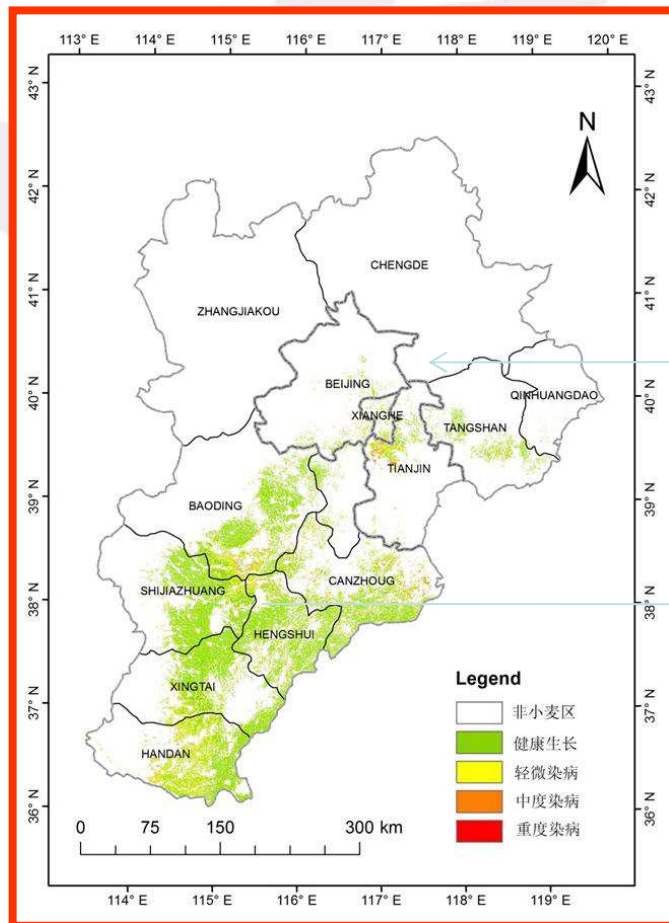 113° E 114° E 115° E 116° E 117° E 118° E 119° E 120° E
43° N
43° N
N
42° N
42° N
CHENGDE
41° N
41° N
ZHANGJIAKOU
BEIJING
QINHUANGDAO
40° N
40° N
XIANGHE
TANGSHAN
TIANJIN
BAODING
39° N
39° N
CANZHOUG
SHIJIAZHUANG
38° N
38° N
HENGSHUI
XINGTAI
37° N
37° N
HANDAN
36° N
36° N
Legend
非小麦区
健康生长
轻微染病
中度染病
重度染病
0 75 150 300 km
114° E 115° E 116° E 117° E 118° E 119° E